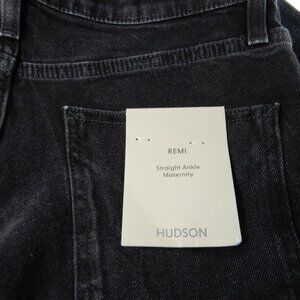 REMI
Straight Ankle
Maternity
HUDSON